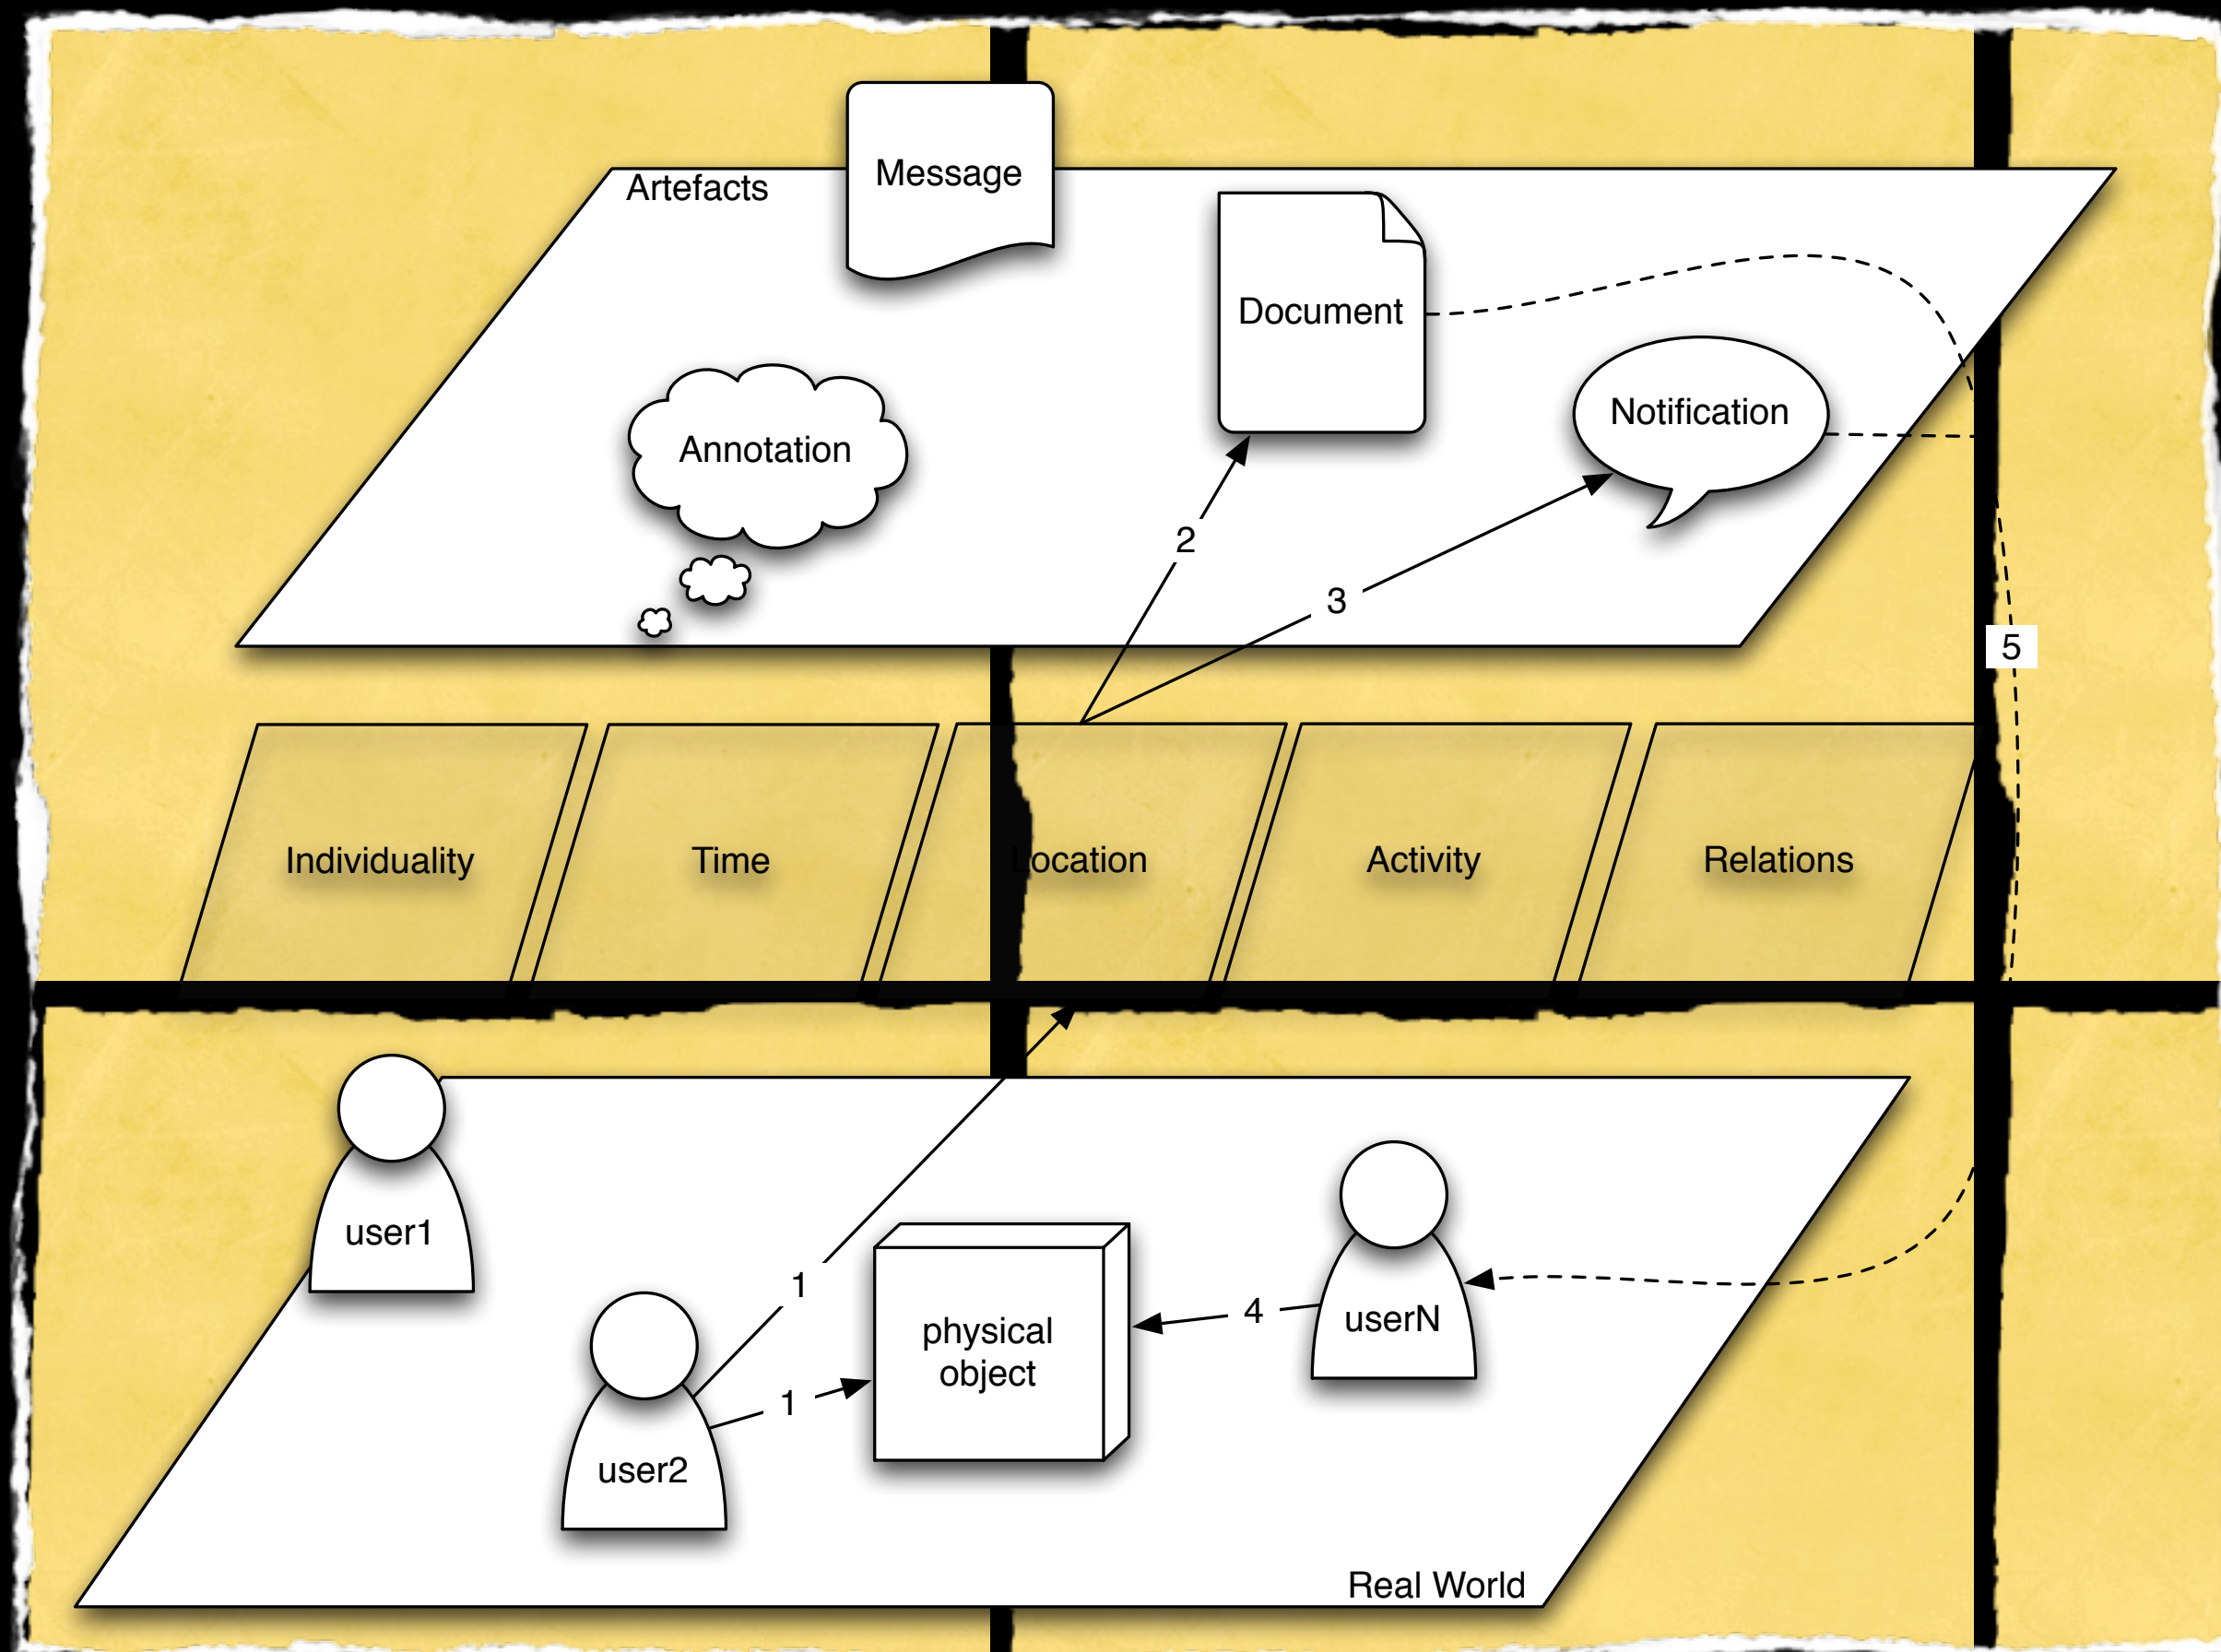 Message
Artefacts
Document
Notification
Annotation
2
3
5
Individuality
Time
Location
Activity
Relations
user1
1
4
userN
physical
object
1
user2
Real World